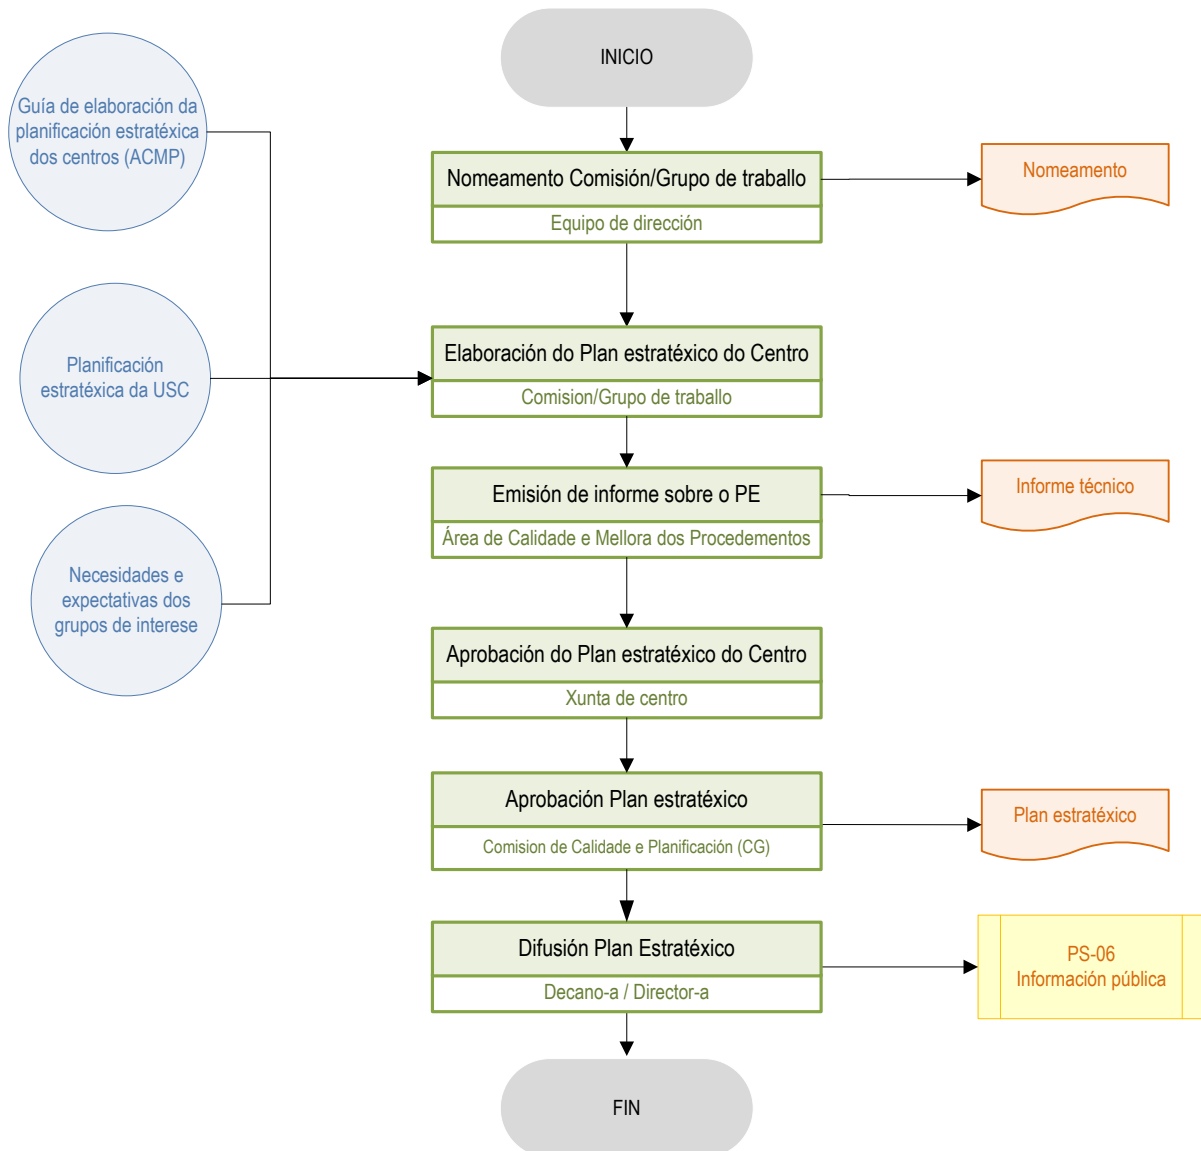 INICIO
Guía de elaboración da
planificación estratéxica
dos centros (ACMP)
Nomeamento Comisión/Grupo de traballo
Equipo de dirección
Nomeamento
Planificación
estratéxica da USC
Elaboración do Plan estratéxico do Centro
Comision/Grupo de traballo
Emisión de informe sobre o PE
Área de Calidade e Mellora dos Procedementos
Informe técnico
Necesidades e
expectativas dos
grupos de interese
Aprobación do Plan estratéxico do Centro
Xunta de centro
Aprobación Plan estratéxico
Comision de Calidade e Planificación (CG)
Plan estratéxico
Difusión Plan Estratéxico
Decano-a / Director-a
PS-06
Información pública
FIN